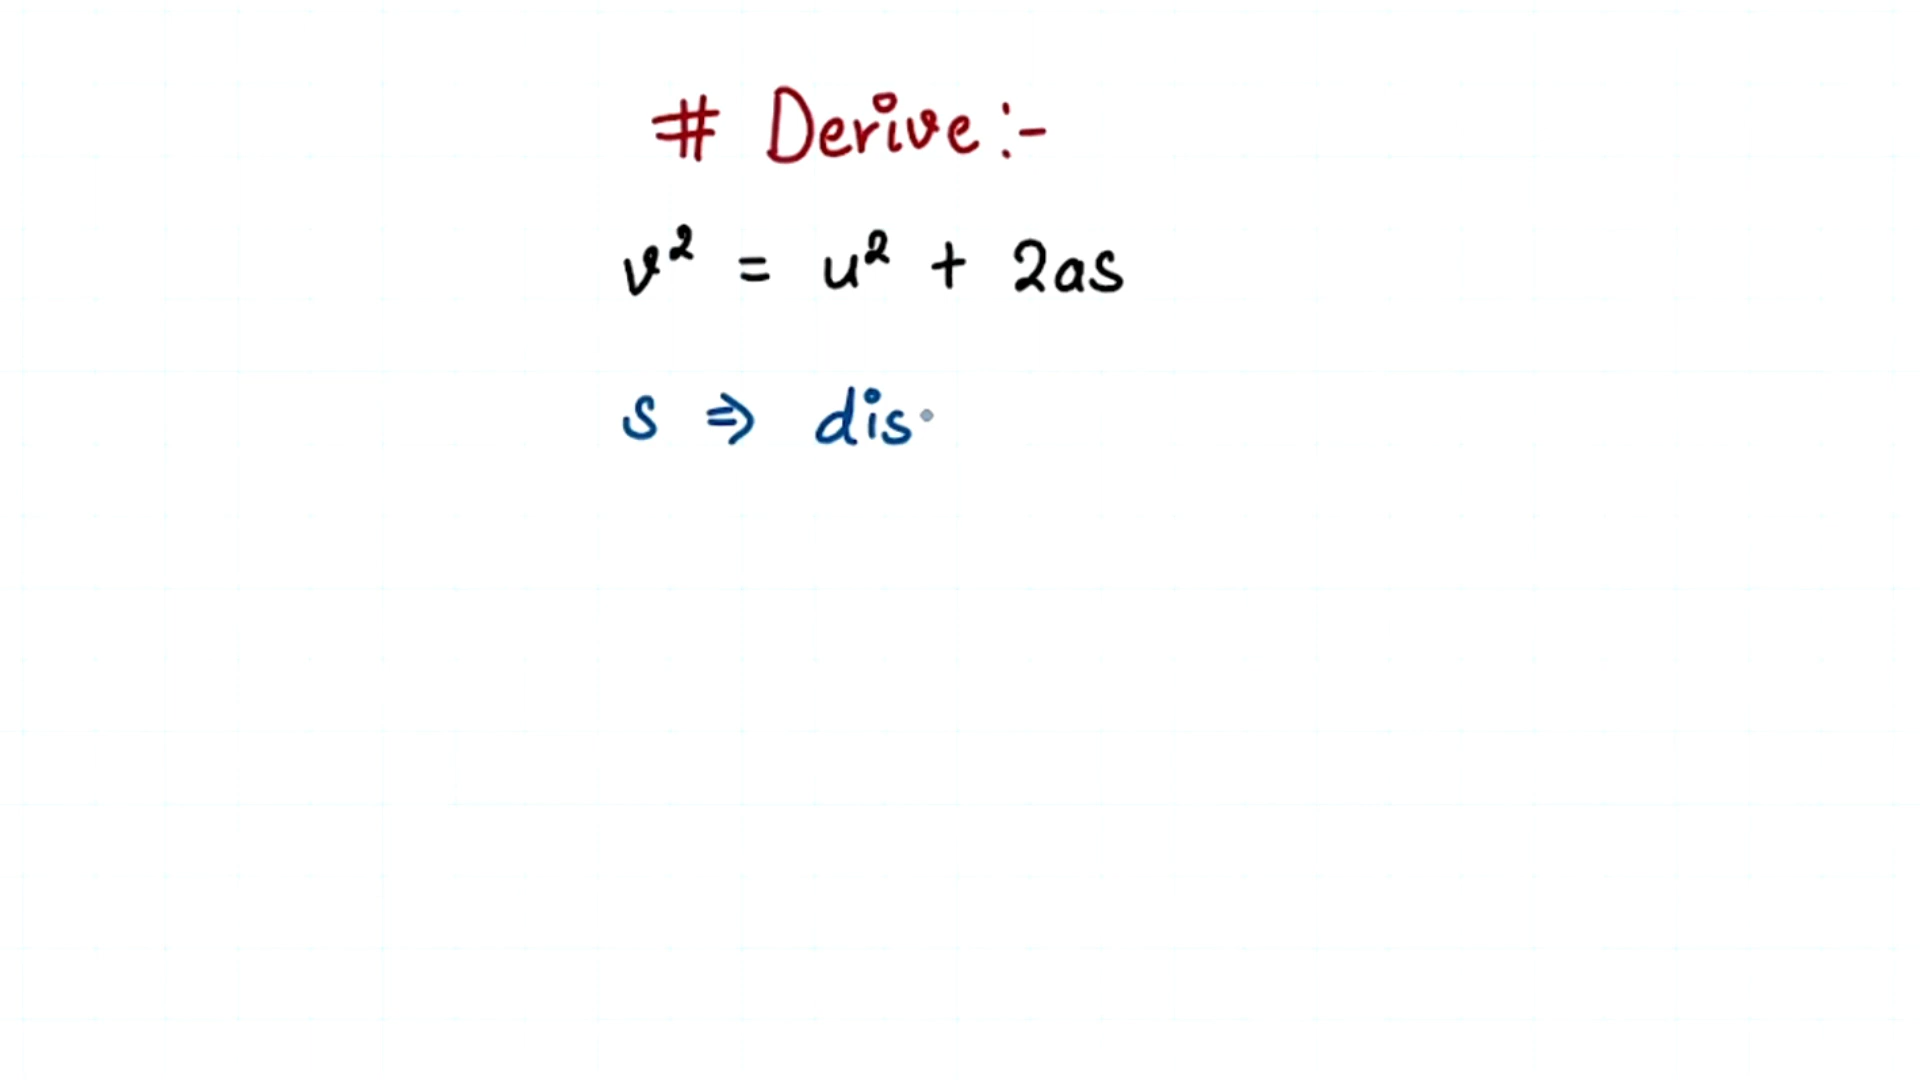 # Derive :-
v² = u² + 2as
s ⇒ dis